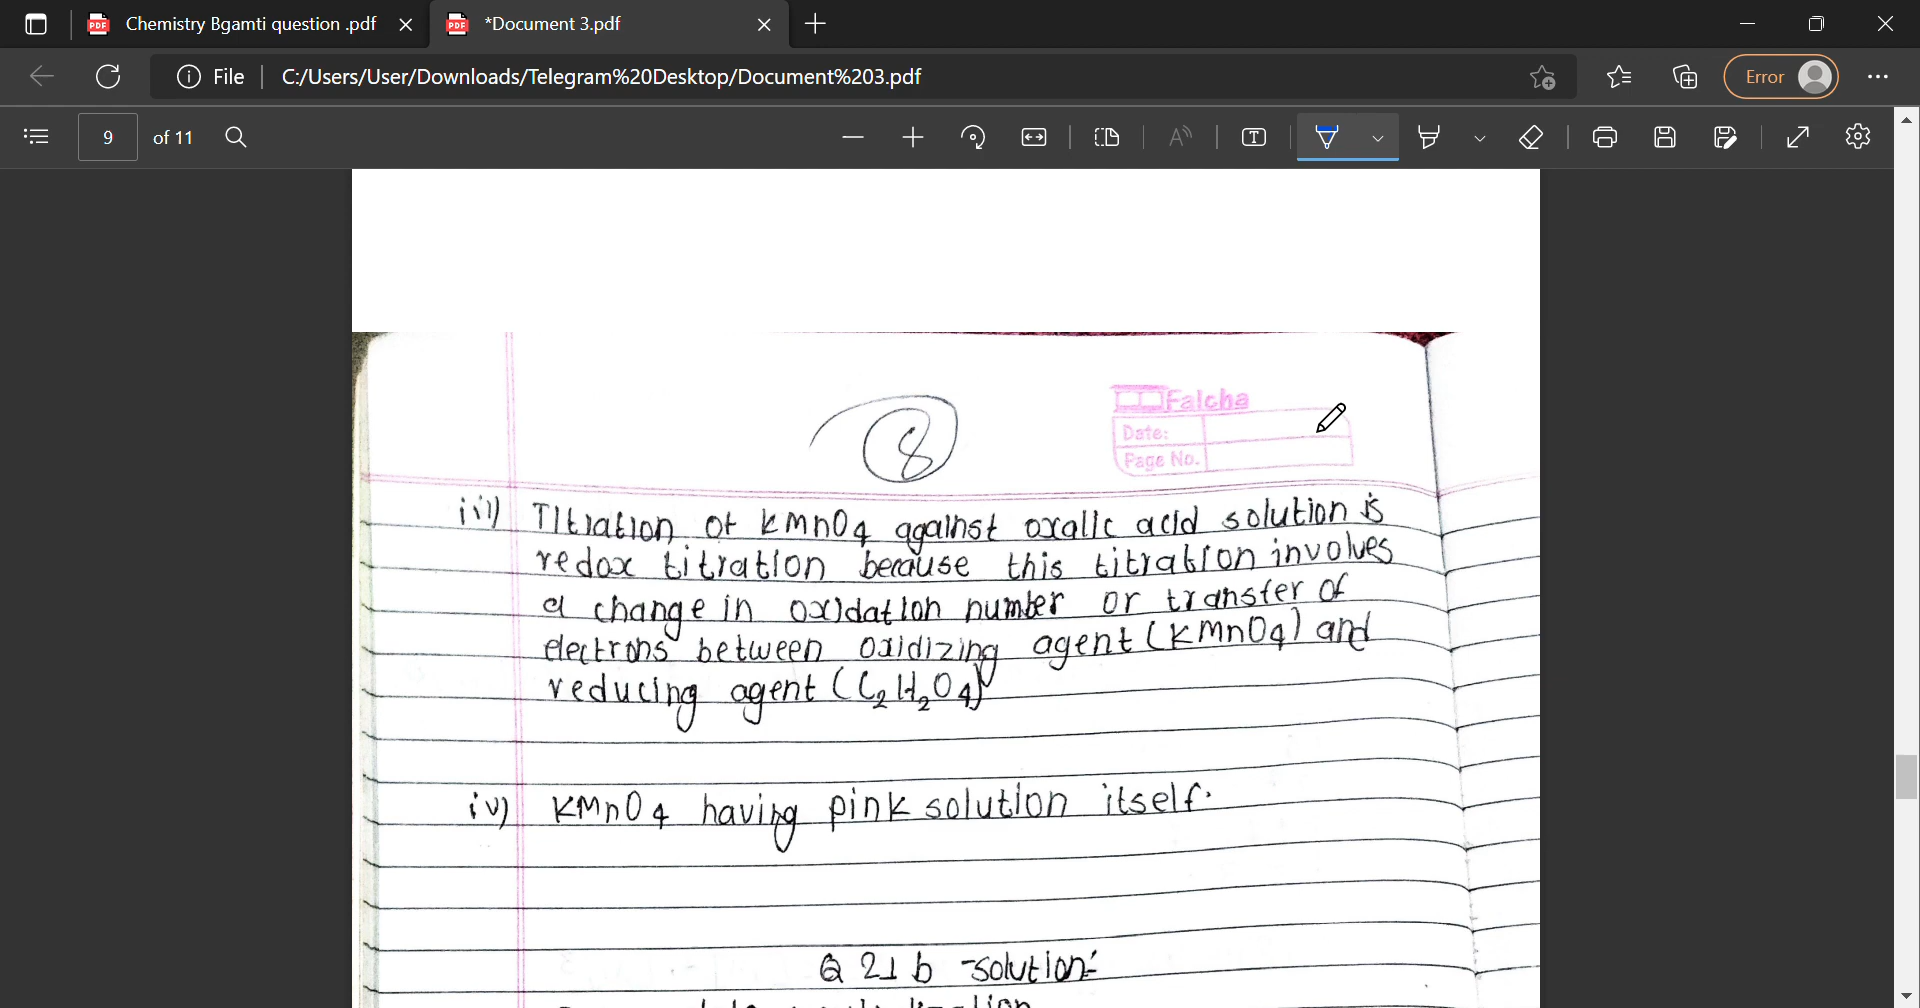 Chemistry Bgamti question .pdf
*Document 3.pdf
File
C:/Users/User/Downloads/Telegram%20Desktop/Document%203.pdf
Error
9 of 11
8
Falcha
Date:
Page No.
iii) Titration of KMnO4 against oxalic acid solution is
redox titration because this titration involves
a change in oxidation number or transfer of
electrons between oxidizing agent (KMnO4) and
reducing agent (C2H2O4)
iv) KMnO4 having pink solution itself.
Q 21 b -solution:-